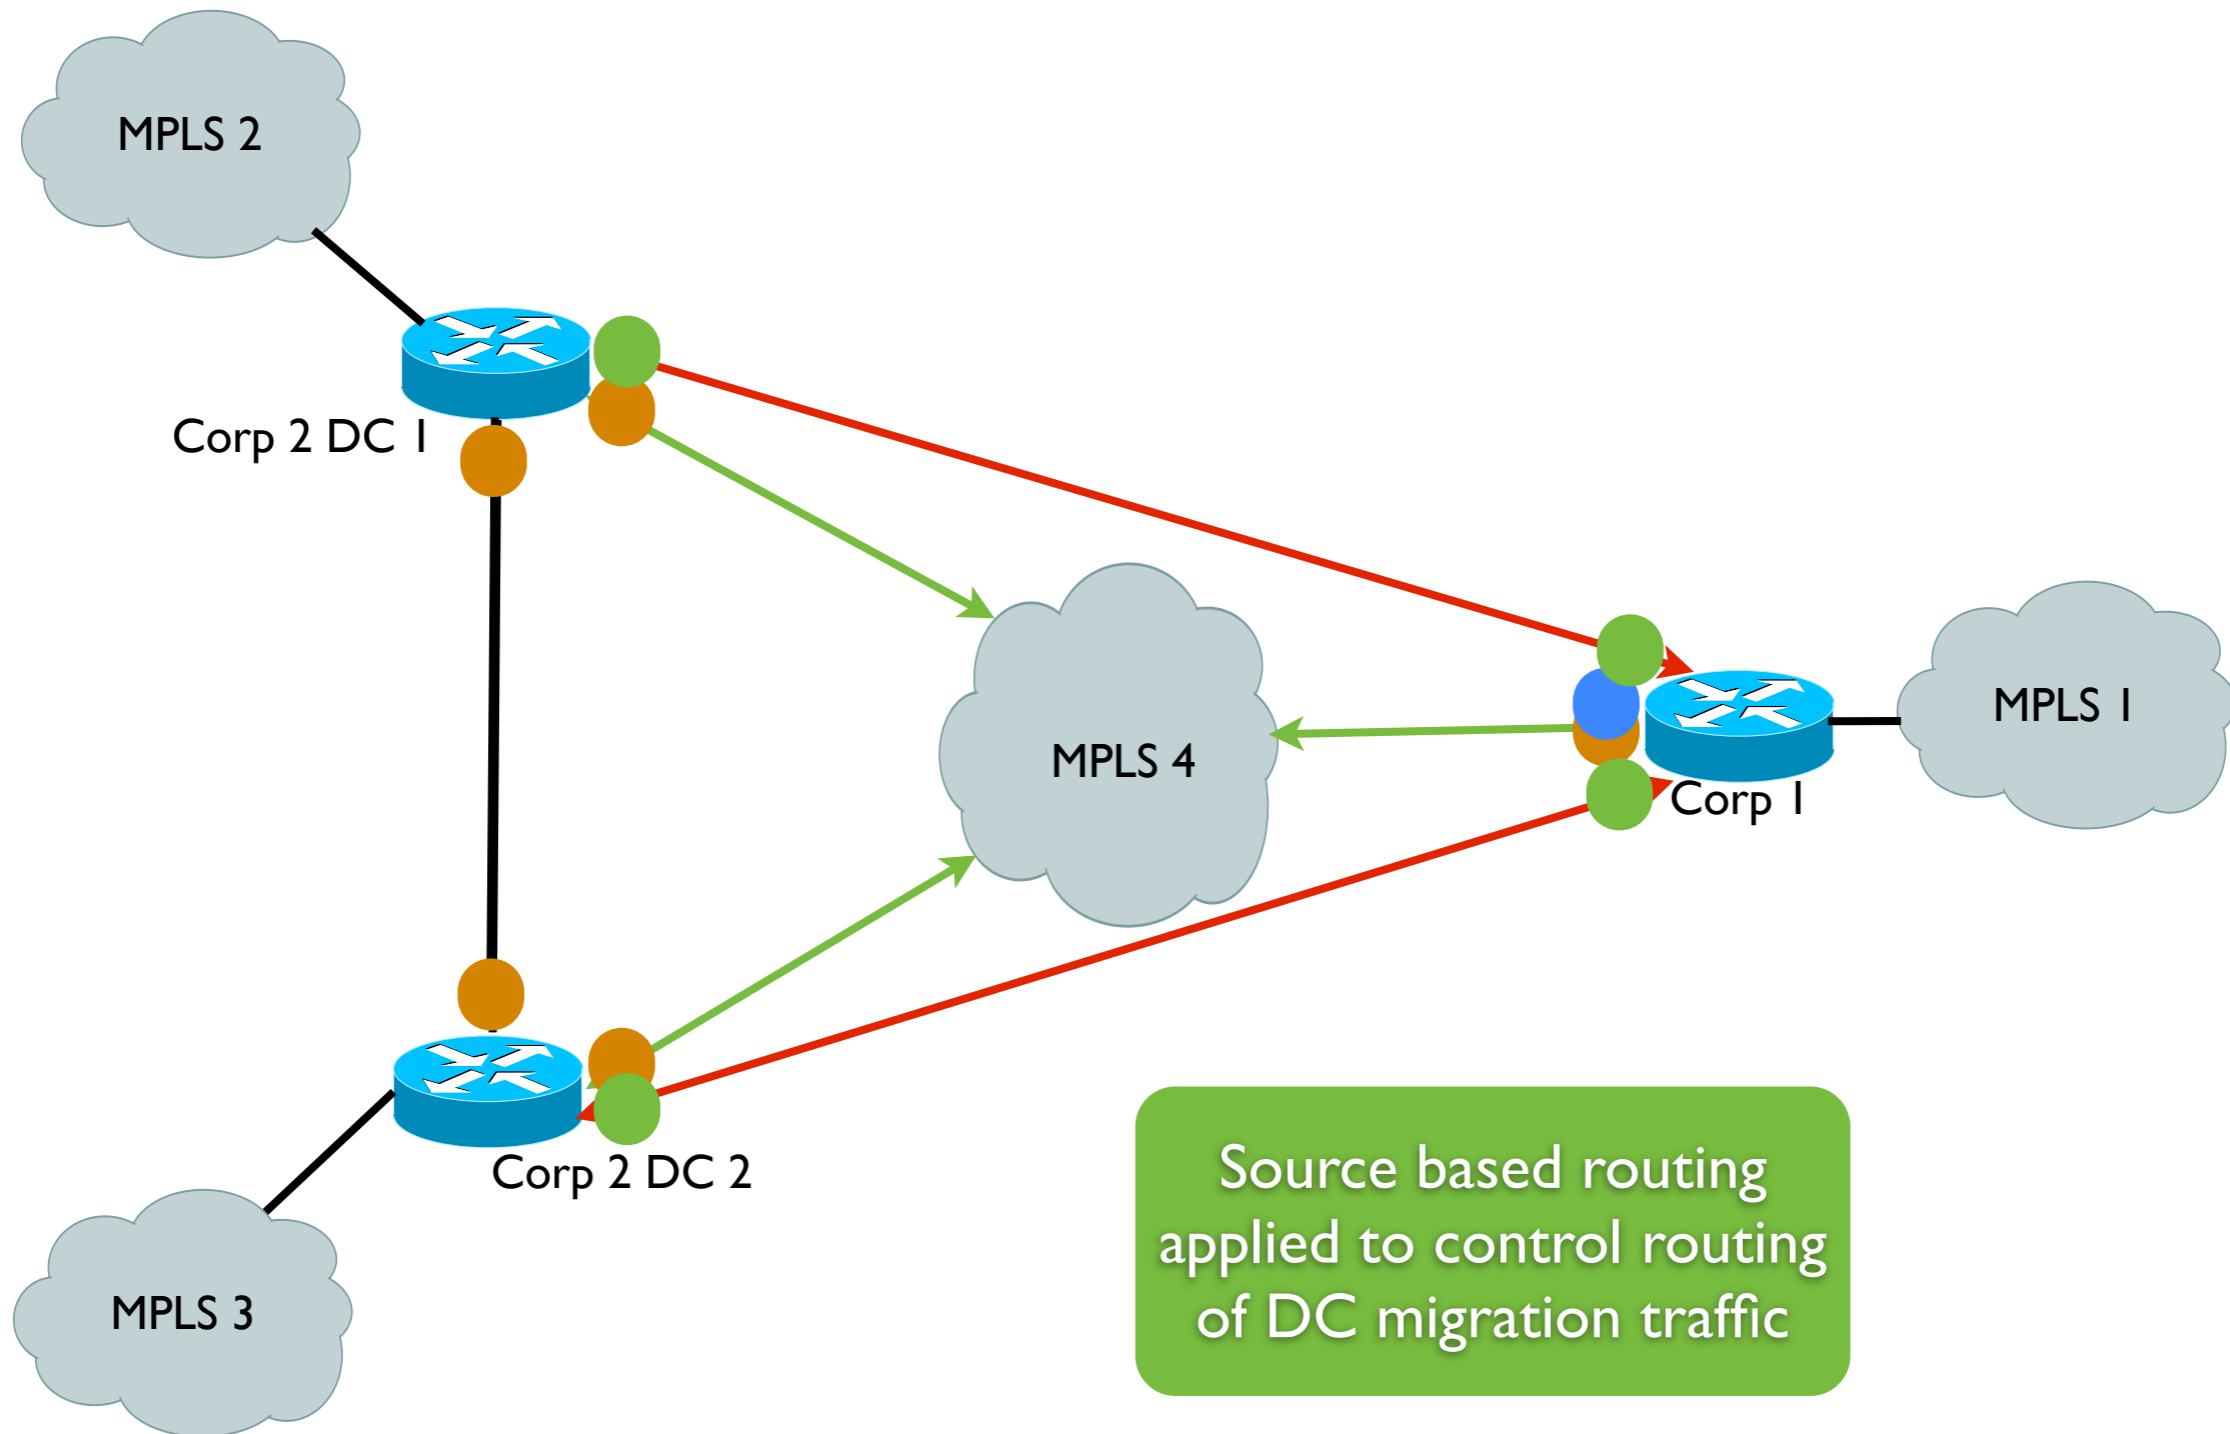 MPLS 2
Corp 2 DC 1
MPLS 4
MPLS 1
Corp 1
Corp 2 DC 2
MPLS 3
Source based routing
applied to control routing
of DC migration traffic